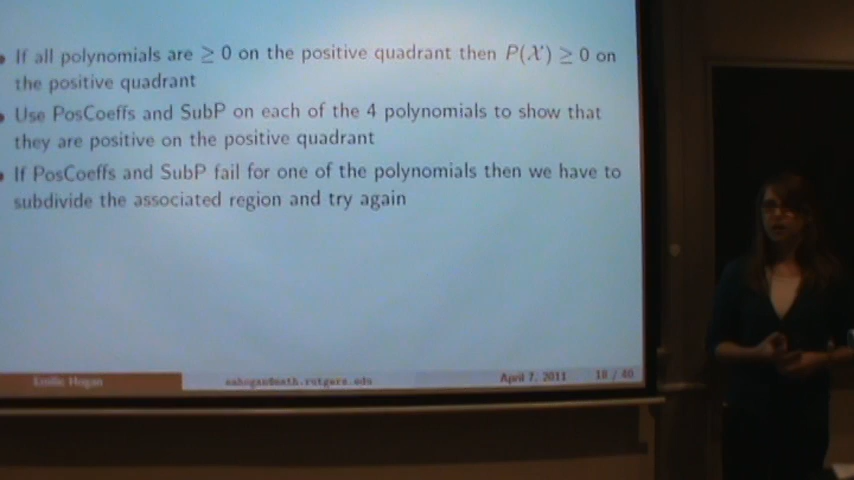 • If all polynomials are ≥ 0 on the positive quadrant then P(X) ≥ 0 on
the positive quadrant
• Use PosCoeffs and SubP on each of the 4 polynomials to show that
they are positive on the positive quadrant
• If PosCoeffs and SubP fail for one of the polynomials then we have to
subdivide the associated region and try again
Emilie Hogan eahogan@math.rutgers.edu April 7, 2011 18 / 40